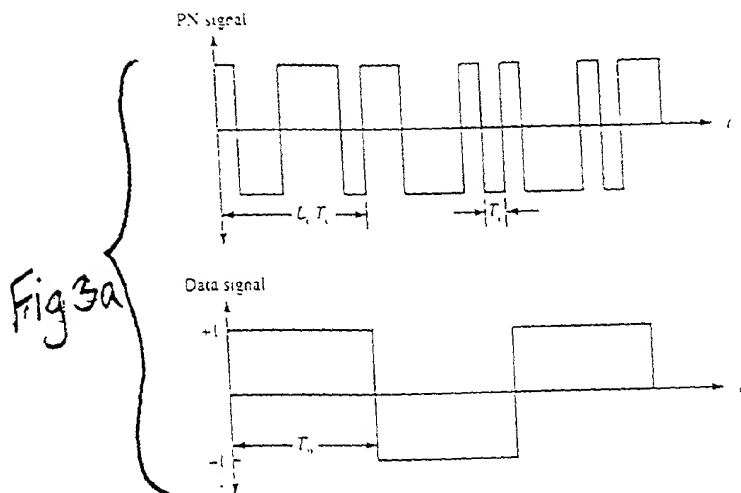 PN signal
t
L_c T_c
T_c
Fig 3a
Data signal
+1
T_b
-1